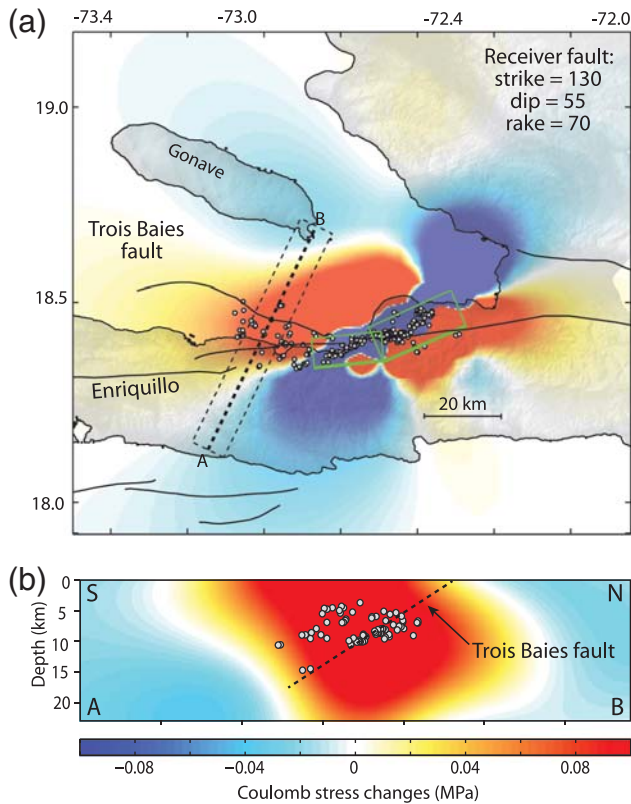 (a)
-73.4 -73.0 -72.4 -72.0
Receiver fault:
strike = 130
dip = 55
rake = 70
19.0
Gonave
B
Trois Baies
fault
18.5
Enriquillo
20 km
A
18.0
(b)
0
S
N
5
10
15
20
Depth (km)
Trois Baies fault
A
B
−0.08 −0.04 0 0.04 0.08
Coulomb stress changes (MPa)